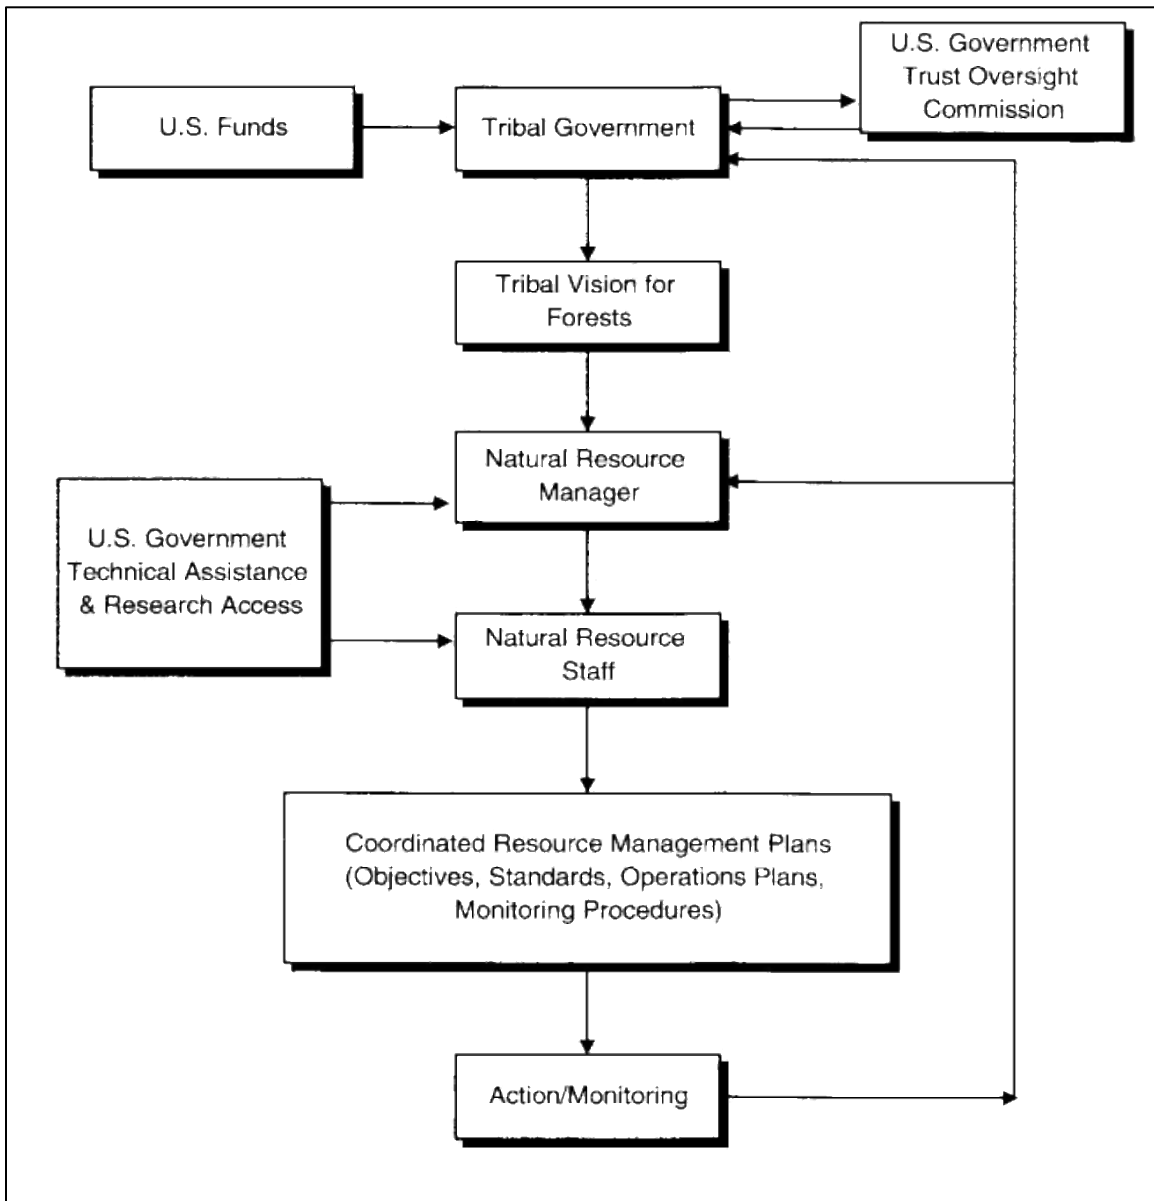 U.S. Government
Trust Oversight
Commission
U.S. Funds
Tribal Government
Tribal Vision for
Forests
Natural Resource
Manager
U.S. Government
Technical Assistance
& Research Access
Natural Resource
Staff
Coordinated Resource Management Plans
(Objectives, Standards, Operations Plans,
Monitoring Procedures)
Action/Monitoring